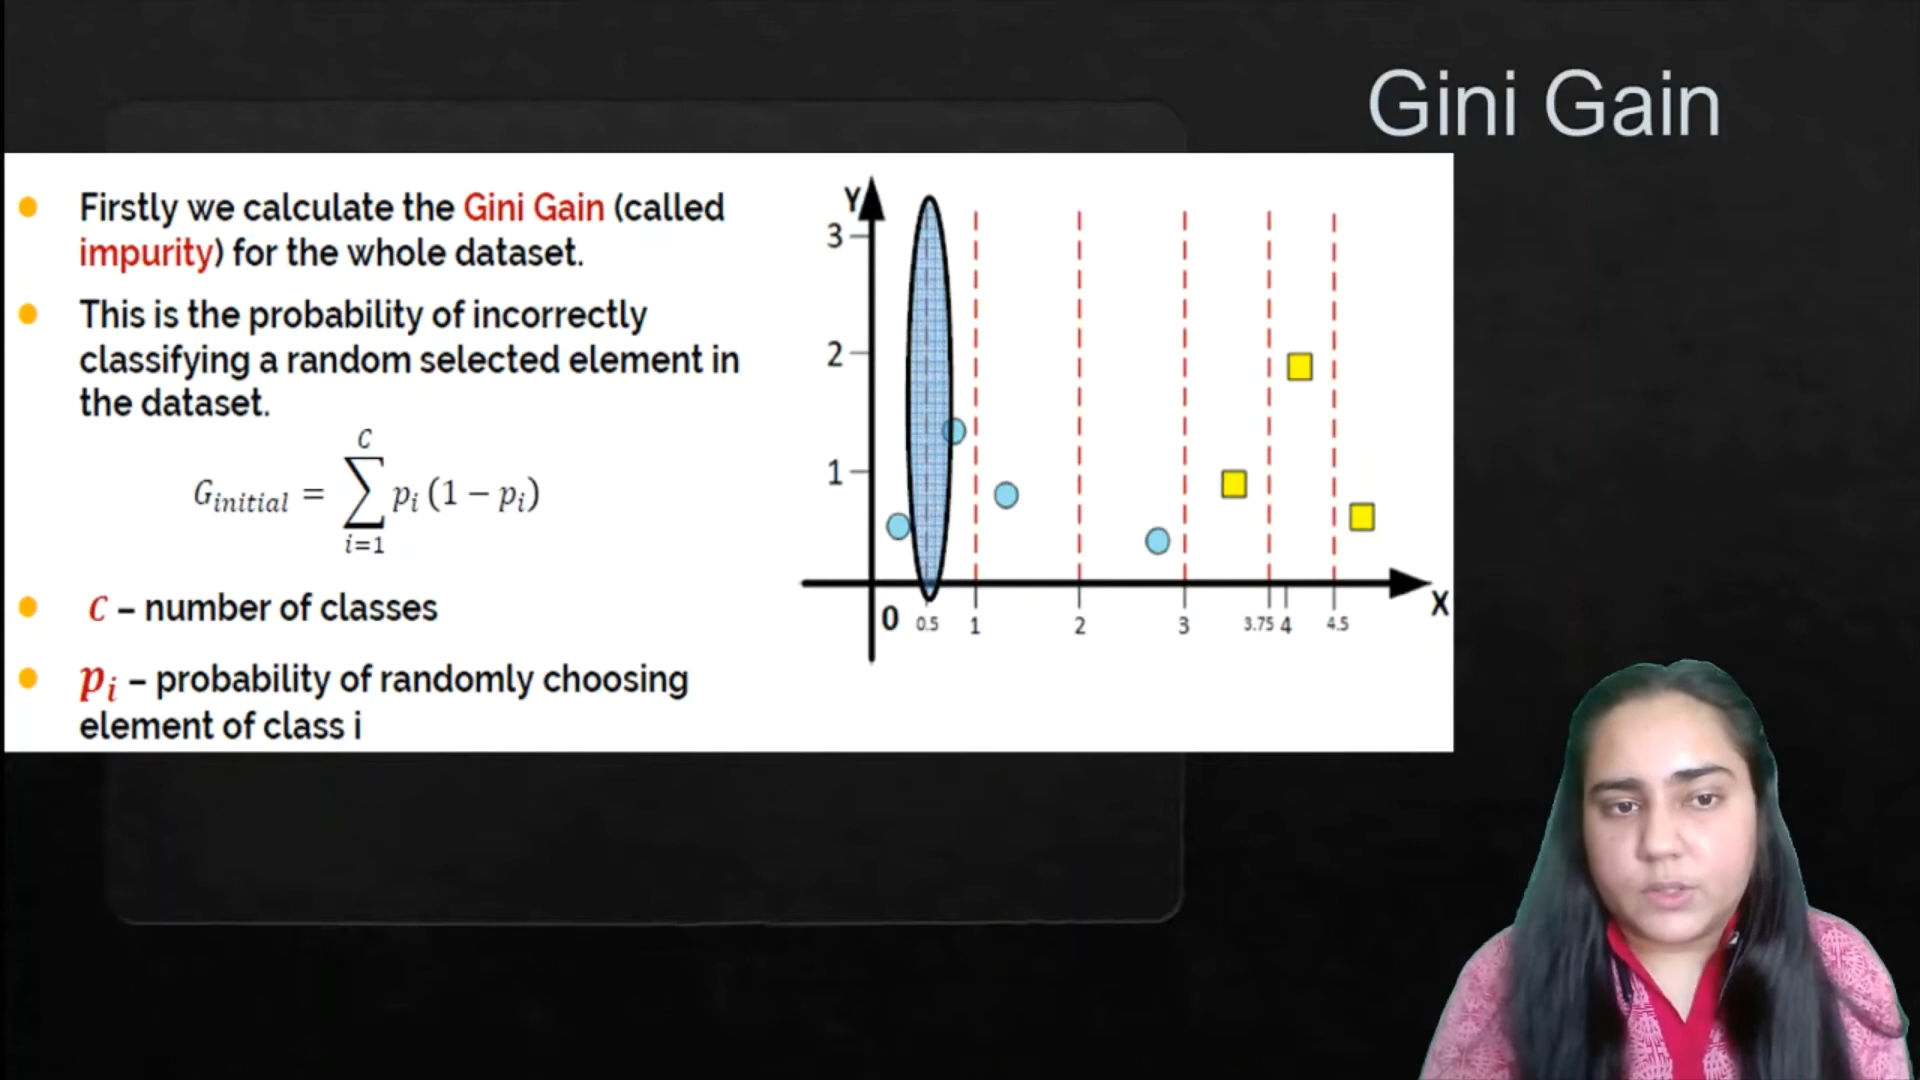 Gini Gain
Firstly we calculate the Gini Gain (called
impurity) for the whole dataset.
This is the probability of incorrectly
classifying a random selected element in
the dataset.
C
G_{initial} = ∑ p_i (1 − p_i)
i=1
C – number of classes
p_i – probability of randomly choosing
element of class i
Y
3
2
1
0 0.5 1 2 3 3.75 4 4.5 X